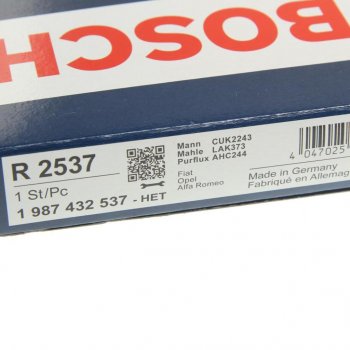 BOSCH
R 2537
1 St/Pc
1 987 432 537 - HET
Mann CUK2243
Mahle LAK373
Purflux AHC244
Fiat
Opel
Alfa Romeo
4 047025
Made in Germany
Fabriqué en Allemag